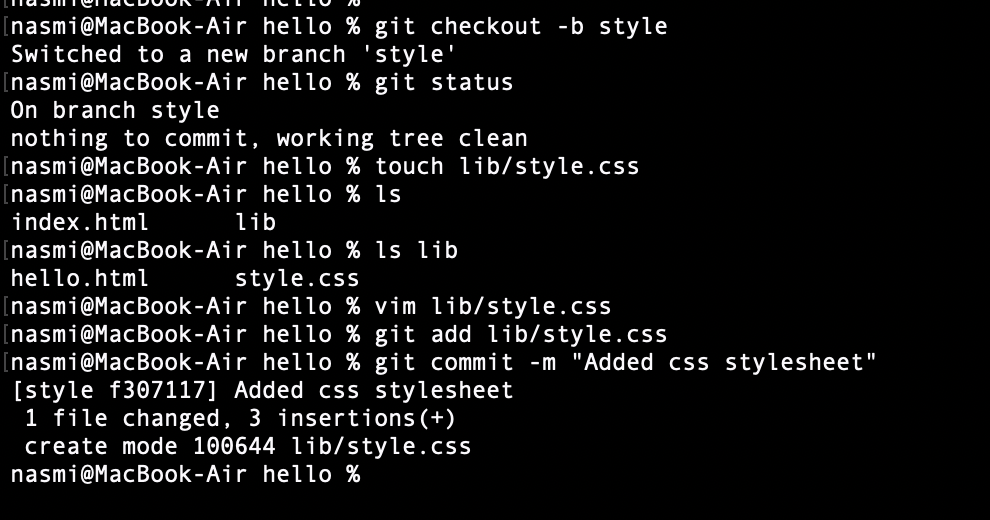 nasmi@MacBook-Air hello %
[nasmi@MacBook-Air hello % git checkout -b style
Switched to a new branch 'style'
[nasmi@MacBook-Air hello % git status
On branch style
nothing to commit, working tree clean
[nasmi@MacBook-Air hello % touch lib/style.css
[nasmi@MacBook-Air hello % ls
index.html      lib
[nasmi@MacBook-Air hello % ls lib
hello.html      style.css
[nasmi@MacBook-Air hello % vim lib/style.css
[nasmi@MacBook-Air hello % git add lib/style.css
[nasmi@MacBook-Air hello % git commit -m "Added css stylesheet"
[style f307117] Added css stylesheet
 1 file changed, 3 insertions(+)
 create mode 100644 lib/style.css
nasmi@MacBook-Air hello %